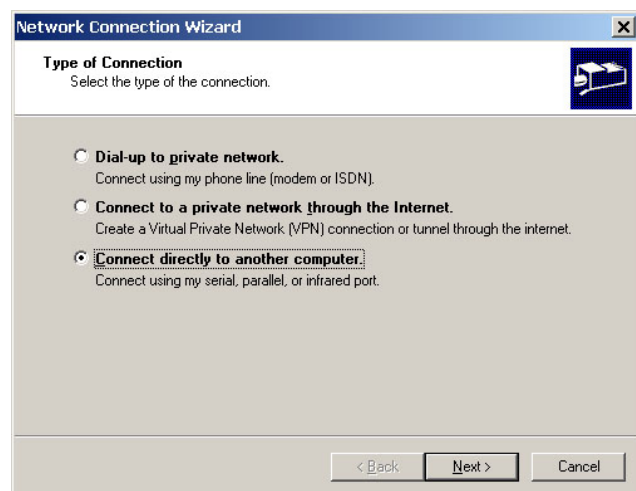 Network Connection Wizard
Type of Connection
Select the type of the connection.
Dial-up to private network.
Connect using my phone line (modem or ISDN).
Connect to a private network through the Internet.
Create a Virtual Private Network (VPN) connection or tunnel through the internet.
Connect directly to another computer.
Connect using my serial, parallel, or infrared port.
< Back Next > Cancel